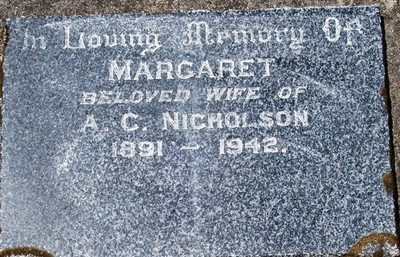 In Loving Memory Of
MARGARET
BELOVED WIFE OF
A. C. NICHOLSON
1891 - 1942.